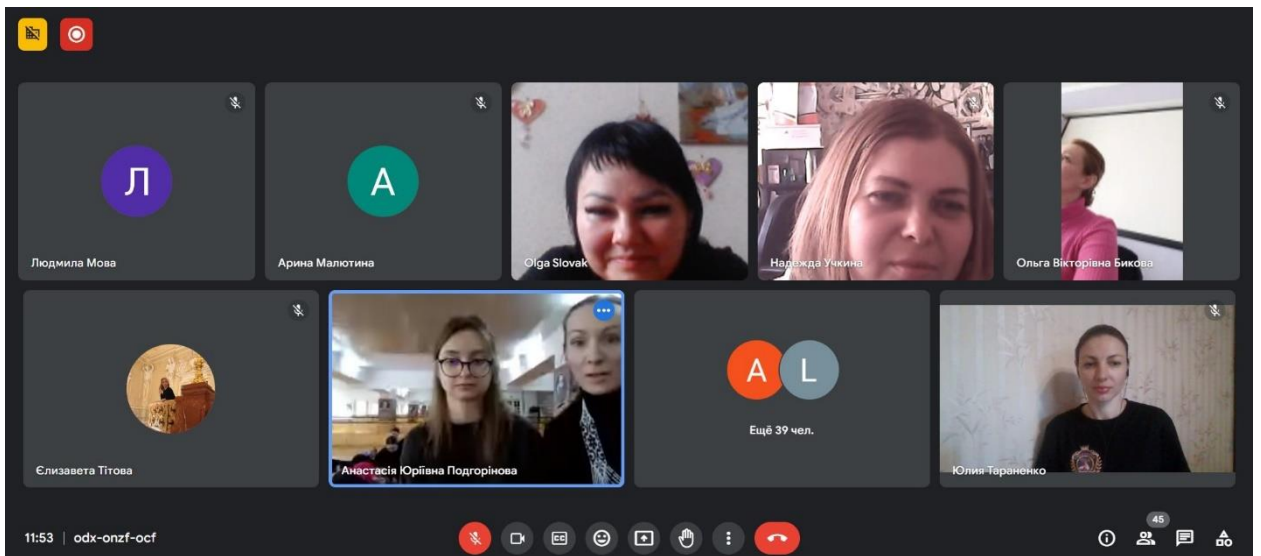 Л
Людмила Мова
А
Арина Малютина
Olga Slovak
Надежда Учкина
Ольга Вікторівна Бикова
Єлизавета Тітова
Анастасія Юріївна Подгорінова
A L
Ещё 39 чел.
Юлия Тараненко
11:53 | odx-onzf-ocf
CC
45